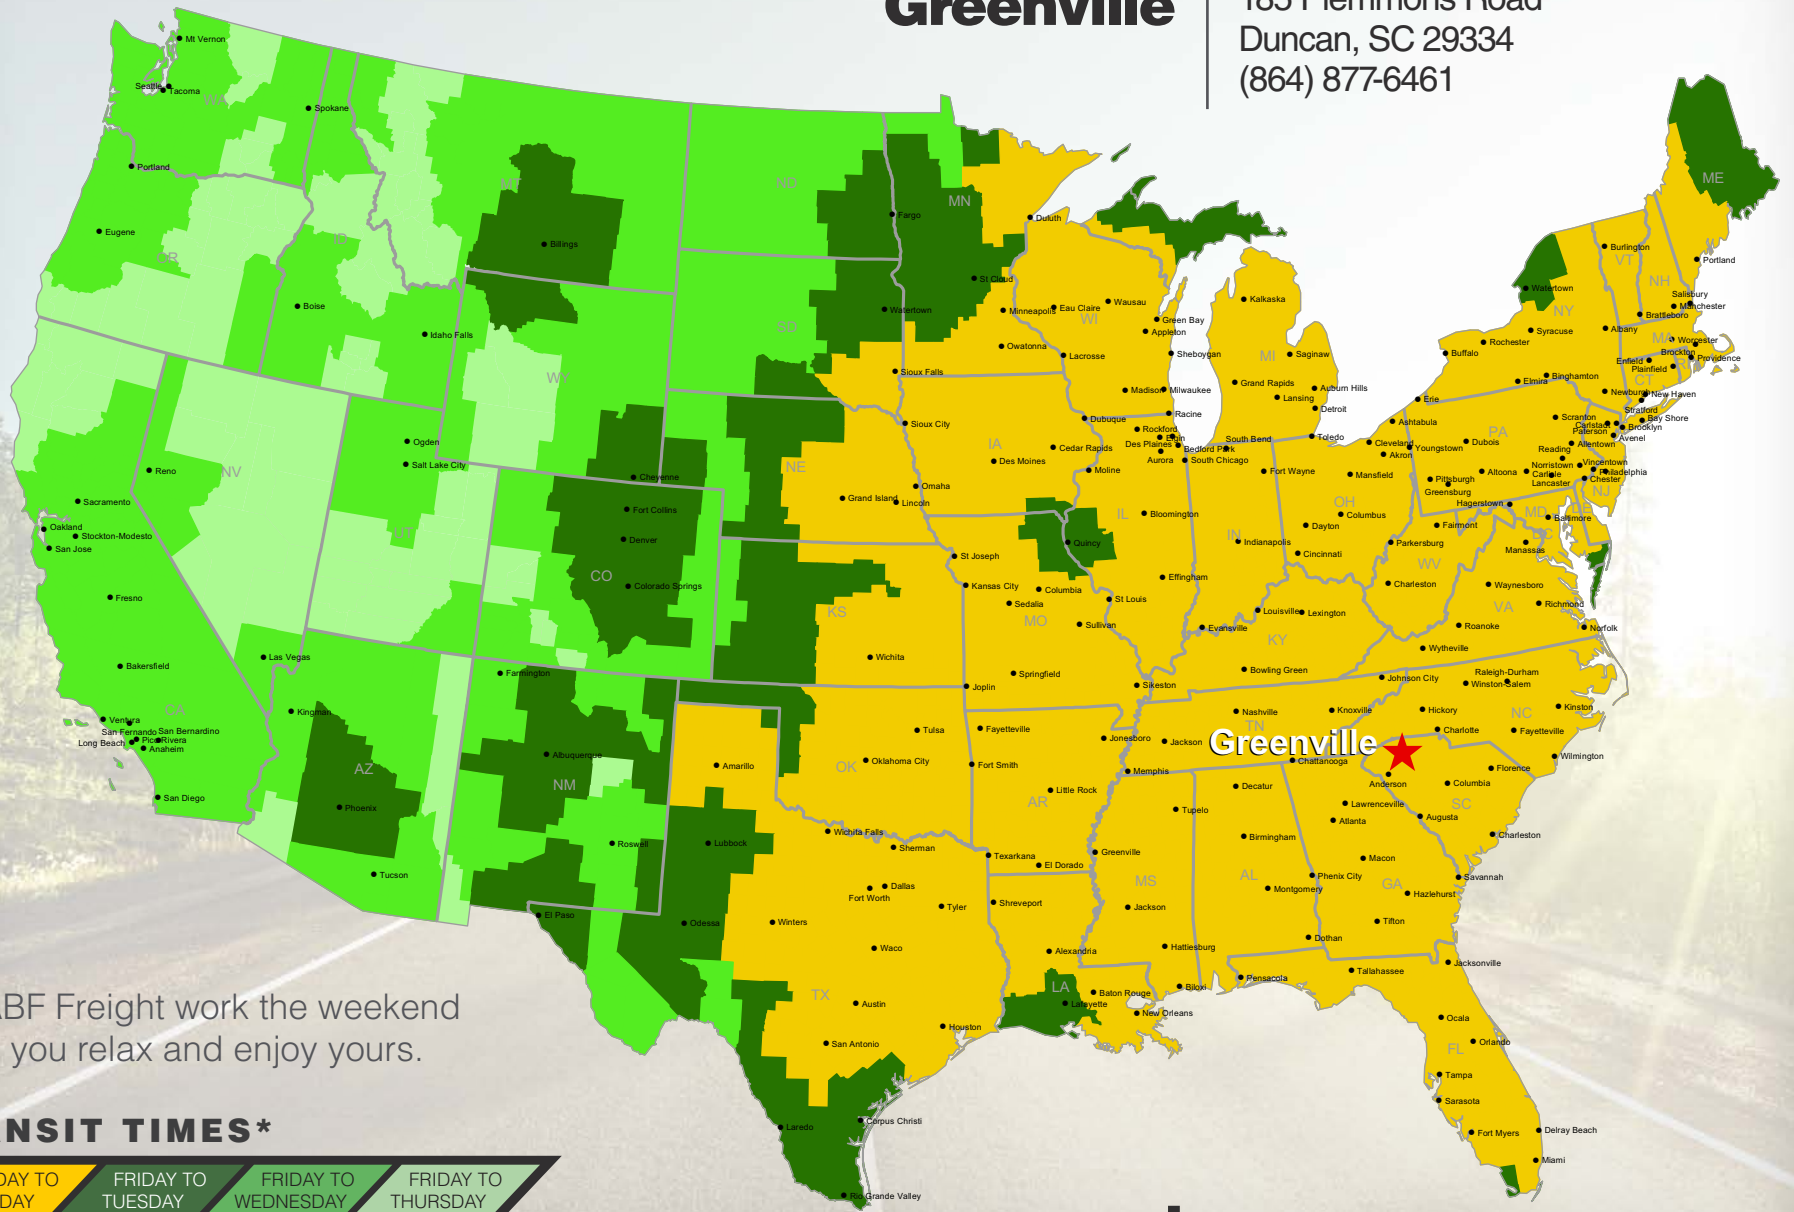 Greenville
Duncan, SC 29334
(864) 877-6461
Mt Vernon
Seattle
Tacoma
WA
Spokane
Portland
Eugene
OR
ID
Boise
Idaho Falls
MT
Billings
ND
Fargo
MN
Duluth
St Cloud
Minneapolis
Owatonna
SD
Watertown
Sioux Falls
WY
Cheyenne
NE
Grand Island
Lincoln
Omaha
Sioux City
IA
Des Moines
Cedar Rapids
Dubuque
Moline
WI
Eau Claire
Wausau
Green Bay
Appleton
Lacrosse
Sheboygan
Madison
Milwaukee
Racine
MI
Kalkaska
Saginaw
Grand Rapids
Lansing
Auburn Hills
Detroit
IL
Rockford
Elgin
Des Plaines
Bedford Park
Aurora
South Chicago
Bloomington
Quincy
Effingham
IN
South Bend
Fort Wayne
Indianapolis
Evansville
OH
Toledo
Cleveland
Akron
Ashtabula
Youngstown
Mansfield
Columbus
Dayton
Cincinnati
PA
Erie
Dubois
Pittsburgh
Greensburg
Altoona
Scranton
Allentown
Reading
Norristown
Carlisle
Lancaster
Philadelphia
Chester
NY
Watertown
Syracuse
Rochester
Buffalo
Albany
Binghamton
Elmira
Newburgh
Bay Shore
Brooklyn
ME
Portland
VT
Burlington
Brattleboro
NH
Salisbury
Manchester
MA
Worcester
Brockton
Providence
RI
Enfield
Plainfield
CT
New Haven
Stratford
Carlstadt
Paterson
Avenel
Vincentown
NJ
DE
MD
Hagerstown
Baltimore
DC
Manassas
WV
Fairmont
Parkersburg
Charleston
VA
Waynesboro
Richmond
Roanoke
Norfolk
Wytheville
KY
Louisville
Lexington
Bowling Green
TN
Johnson City
Nashville
Knoxville
Jackson
Memphis
Chattanooga
NC
Raleigh-Durham
Winston-Salem
Hickory
Kinston
Charlotte
Fayetteville
Wilmington
Greenville
SC
Anderson
Florence
Columbia
Charleston
GA
Lawrenceville
Atlanta
Augusta
Macon
Savannah
Hazlehurst
Tifton
AL
Decatur
Birmingham
Phenix City
Montgomery
Dothan
MS
Tupelo
Greenville
Jackson
Hattiesburg
Biloxi
FL
Pensacola
Tallahassee
Jacksonville
Ocala
Orlando
Tampa
Sarasota
Fort Myers
Delray Beach
Miami
LA
Shreveport
Alexandria
Baton Rouge
Lafayette
New Orleans
AR
Fayetteville
Fort Smith
Jonesboro
Little Rock
El Dorado
Texarkana
MO
St Joseph
Kansas City
Columbia
Sedalia
St Louis
Sullivan
Springfield
Joplin
Sikeston
KS
Wichita
OK
Tulsa
Oklahoma City
TX
Amarillo
Wichita Falls
Sherman
Lubbock
Dallas
Fort Worth
Tyler
Odessa
Winters
Waco
El Paso
Austin
Houston
San Antonio
Laredo
Corpus Christi
Rio Grande Valley
NM
Farmington
Albuquerque
Roswell
CO
Fort Collins
Denver
Colorado Springs
UT
Ogden
Salt Lake City
NV
Reno
Las Vegas
AZ
Kingman
Phoenix
Tucson
CA
Sacramento
Oakland
Stockton-Modesto
San Jose
Fresno
Bakersfield
Ventura
San Fernando
San Bernardino
Pico Rivera
Long Beach
Anaheim
San Diego
ABF Freight work the weekend
you relax and enjoy yours.
NSIT TIMES*
DAY TO
DAY
FRIDAY TO
TUESDAY
FRIDAY TO
WEDNESDAY
FRIDAY TO
THURSDAY